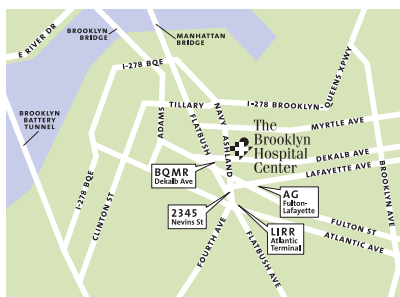 MANHATTAN
BRIDGE
BROOKLYN
BRIDGE
E RIVER DR
I-278 BQE
QUEENS XPWY
TILLARY
I-278 BROOKLYN-
NAVY
ADAMS
FLATBUSH
MYRTLE AVE
BROOKLYN
BATTERY
TUNNEL
ASHLAND
The
Brooklyn
Hospital
Center
DEKALB AVE
LAFAYETTE AVE
BROOKLYN AVE
BQMR
Dekalb Ave
I-278 BQE
CLINTON ST
AG
Fulton-
Lafayette
2345
Nevins St
LIRR
Atlantic
Terminal
FULTON ST
ATLANTIC AVE
FOURTH AVE
FLATBUSH AVE